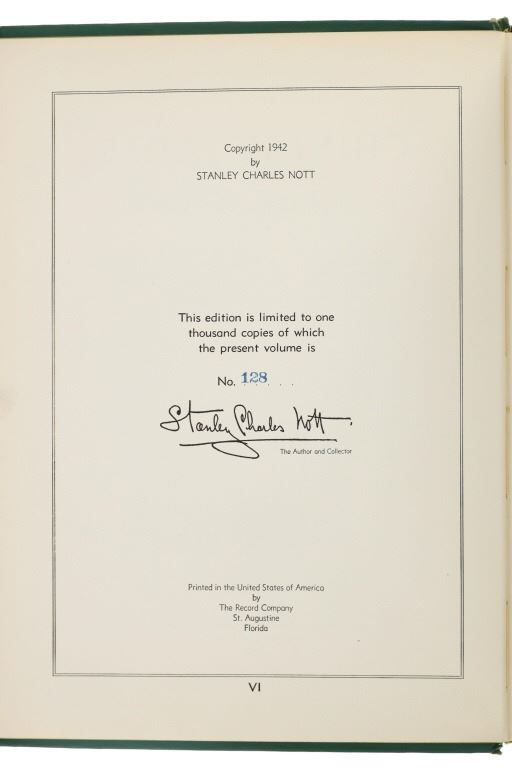 Copyright 1942
by
STANLEY CHARLES NOTT
This edition is limited to one
thousand copies of which
the present volume is
No. 128 . . . .
Stanley Charles Nott.
The Author and Collector
Printed in the United States of America
by
The Record Company
St. Augustine
Florida
VI